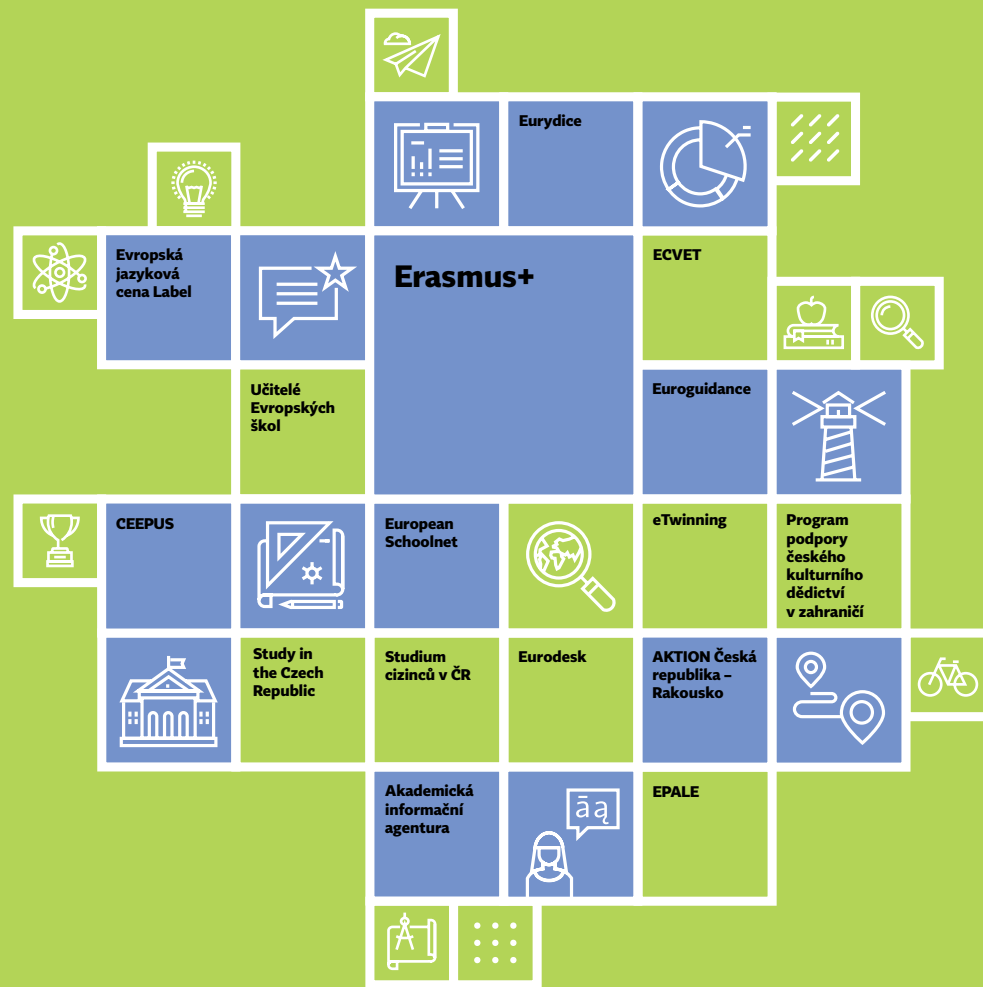 Eurydice
Evropská
jazyková
cena Label
Erasmus+
ECVET
Učitelé
Evropských
škol
Euroguidance
CEEPUS
European
Schoolnet
eTwinning
Program
podpory
českého
kulturního
dědictví
v zahraničí
Study in
the Czech
Republic
Studium
cizinců v ČR
Eurodesk
AKTION Česká
republika –
Rakousko
Akademická
informační
agentura
āą
EPALE